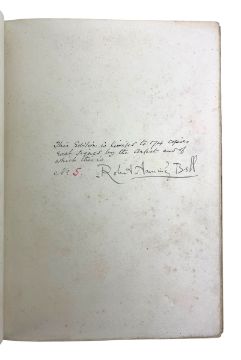 This Edition is limited to 104 copies
each signed by the artist and of
which this is
No 5. Robert Anning Bell